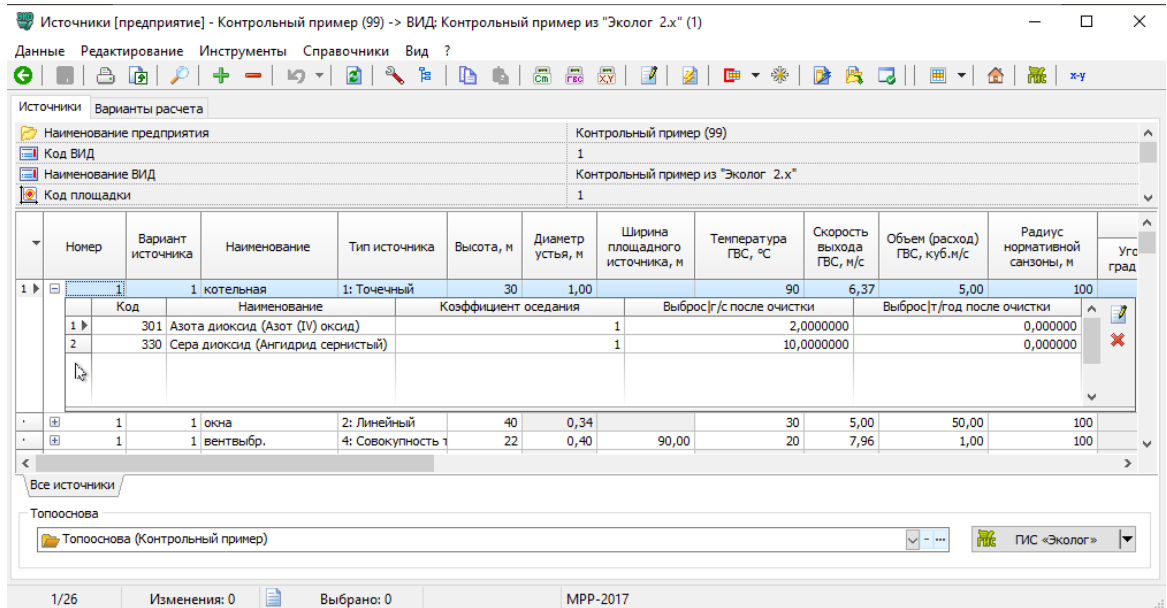 Источники [предприятие] - Контрольный пример (99) -> ВИД: Контрольный пример из "Эколог 2.x" (1)
Данные Редактирование Инструменты Справочники Вид ?
Cm ГВС X,Y ГИС x-y
Источники Варианты расчета
Наименование предприятия Контрольный пример (99)
Код ВИД 1
Наименование ВИД Контрольный пример из "Эколог 2.x"
Код площадки 1
Номер Вариант источника Наименование Тип источника Высота, м Диаметр устья, м Ширина площадного источника, м Температура ГВС, °C Скорость выхода ГВС, м/с Объем (расход) ГВС, куб.м/с Радиус нормативной санзоны, м Уго град
1 1 1 котельная 1: Точечный 30 1,00 90 6,37 5,00 100
Код Наименование Коэффициент оседания Выброс|г/с после очистки Выброс|т/год после очистки
1 301 Азота диоксид (Азот (IV) оксид) 1 2,0000000 0,000000
2 330 Сера диоксид (Ангидрид сернистый) 1 10,0000000 0,000000
1 1 окна 2: Линейный 40 0,34 30 5,00 50,00 100
1 1 вентвыбр. 4: Совокупность т 22 0,40 90,00 20 7,96 1,00 100
Все источники
Топооснова
Топооснова (Контрольный пример) ГИС ГИС «Эколог»
1/26 Изменения: 0 Выбрано: 0 МРР-2017